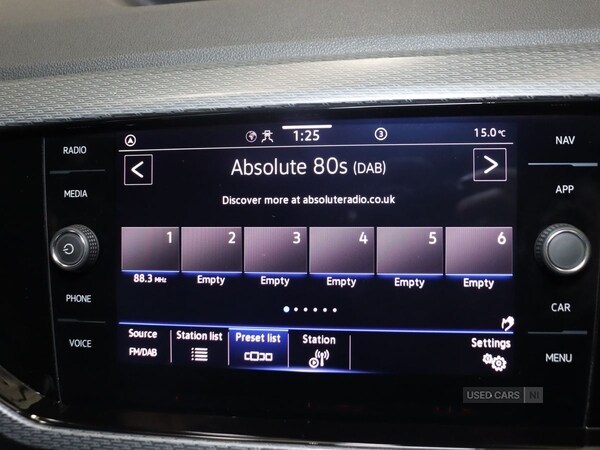 RADIO
MEDIA
PHONE
VOICE
1:25
3
15.0 °C
Absolute 80s (DAB)
Discover more at absoluteradio.co.uk
1 2 3 4 5 6
88.3 MHz Empty Empty Empty Empty Empty
Source
FM/DAB
Station list
Preset list
Station
Settings
NAV
APP
CAR
MENU
USED CARS NI